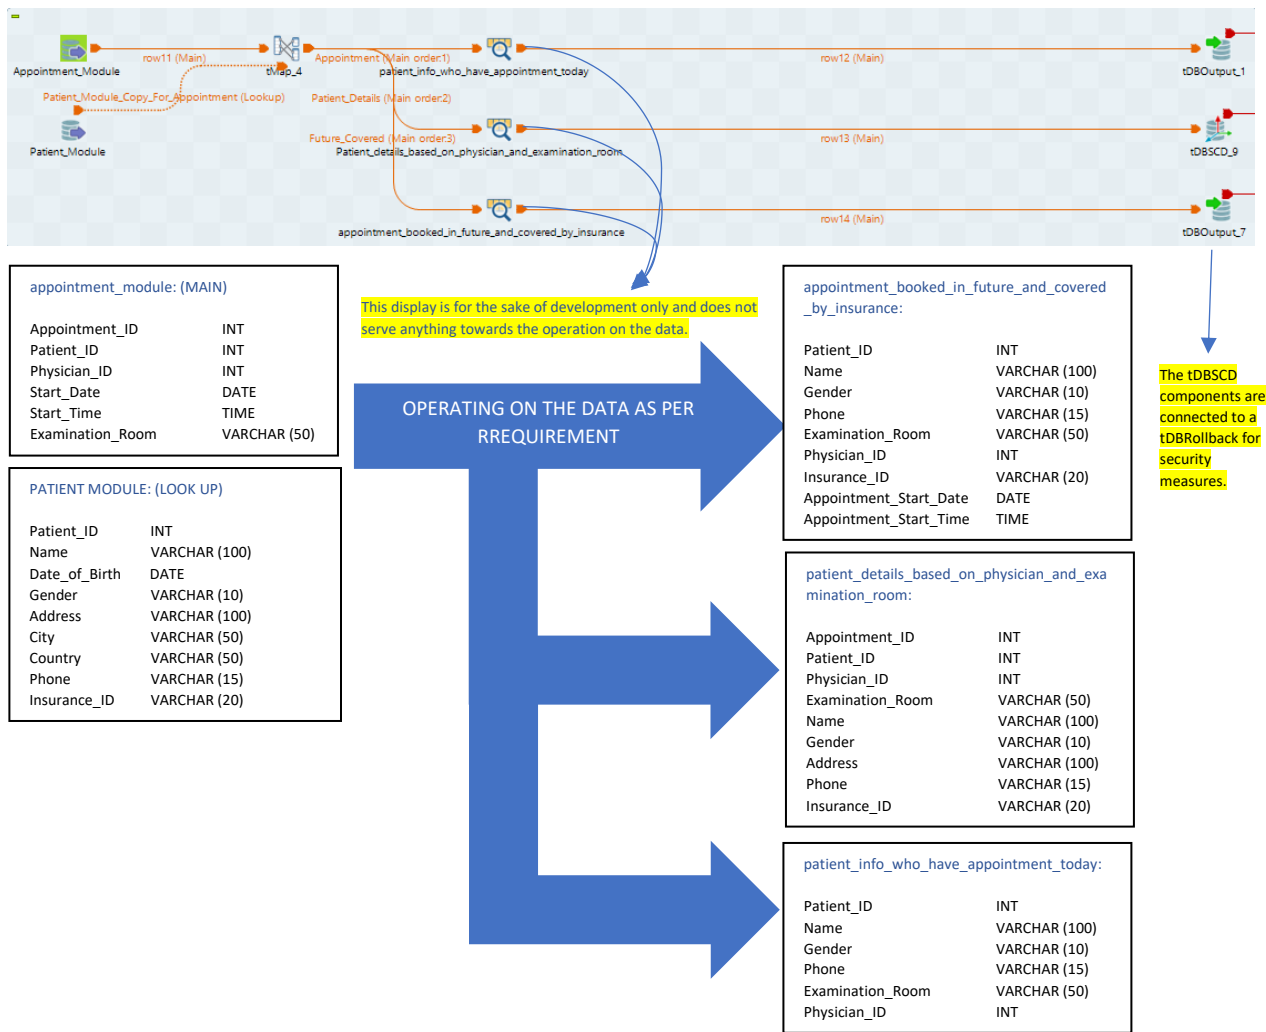 row11 (Main)
Appointment (Main order:1)
row12 (Main)
Appointment_Module
tMap_4
patient_info_who_have_appointment_today
tDBOutput_1
Patient_Module_Copy_For_Appointment (Lookup)
Patient_Details (Main order:2)
Future_Covered (Main order:3)
row13 (Main)
Patient_Module
Patient_details_based_on_physician_and_examination_room
tDBSCD_9
row14 (Main)
appointment_booked_in_future_and_covered_by_insurance
tDBOutput_7
appointment_module: (MAIN)
Appointment_ID INT
Patient_ID INT
Physician_ID INT
Start_Date DATE
Start_Time TIME
Examination_Room VARCHAR (50)
PATIENT MODULE: (LOOK UP)
Patient_ID INT
Name VARCHAR (100)
Date_of_Birth DATE
Gender VARCHAR (10)
Address VARCHAR (100)
City VARCHAR (50)
Country VARCHAR (50)
Phone VARCHAR (15)
Insurance_ID VARCHAR (20)
This display is for the sake of development only and does not
serve anything towards the operation on the data.
OPERATING ON THE DATA AS PER
RREQUIREMENT
appointment_booked_in_future_and_covered
_by_insurance:
Patient_ID INT
Name VARCHAR (100)
Gender VARCHAR (10)
Phone VARCHAR (15)
Examination_Room VARCHAR (50)
Physician_ID INT
Insurance_ID VARCHAR (20)
Appointment_Start_Date DATE
Appointment_Start_Time TIME
The tDBSCD
components are
connected to a
tDBRollback for
security
measures.
patient_details_based_on_physician_and_exa
mination_room:
Appointment_ID INT
Patient_ID INT
Physician_ID INT
Examination_Room VARCHAR (50)
Name VARCHAR (100)
Gender VARCHAR (10)
Address VARCHAR (100)
Phone VARCHAR (15)
Insurance_ID VARCHAR (20)
patient_info_who_have_appointment_today:
Patient_ID INT
Name VARCHAR (100)
Gender VARCHAR (10)
Phone VARCHAR (15)
Examination_Room VARCHAR (50)
Physician_ID INT